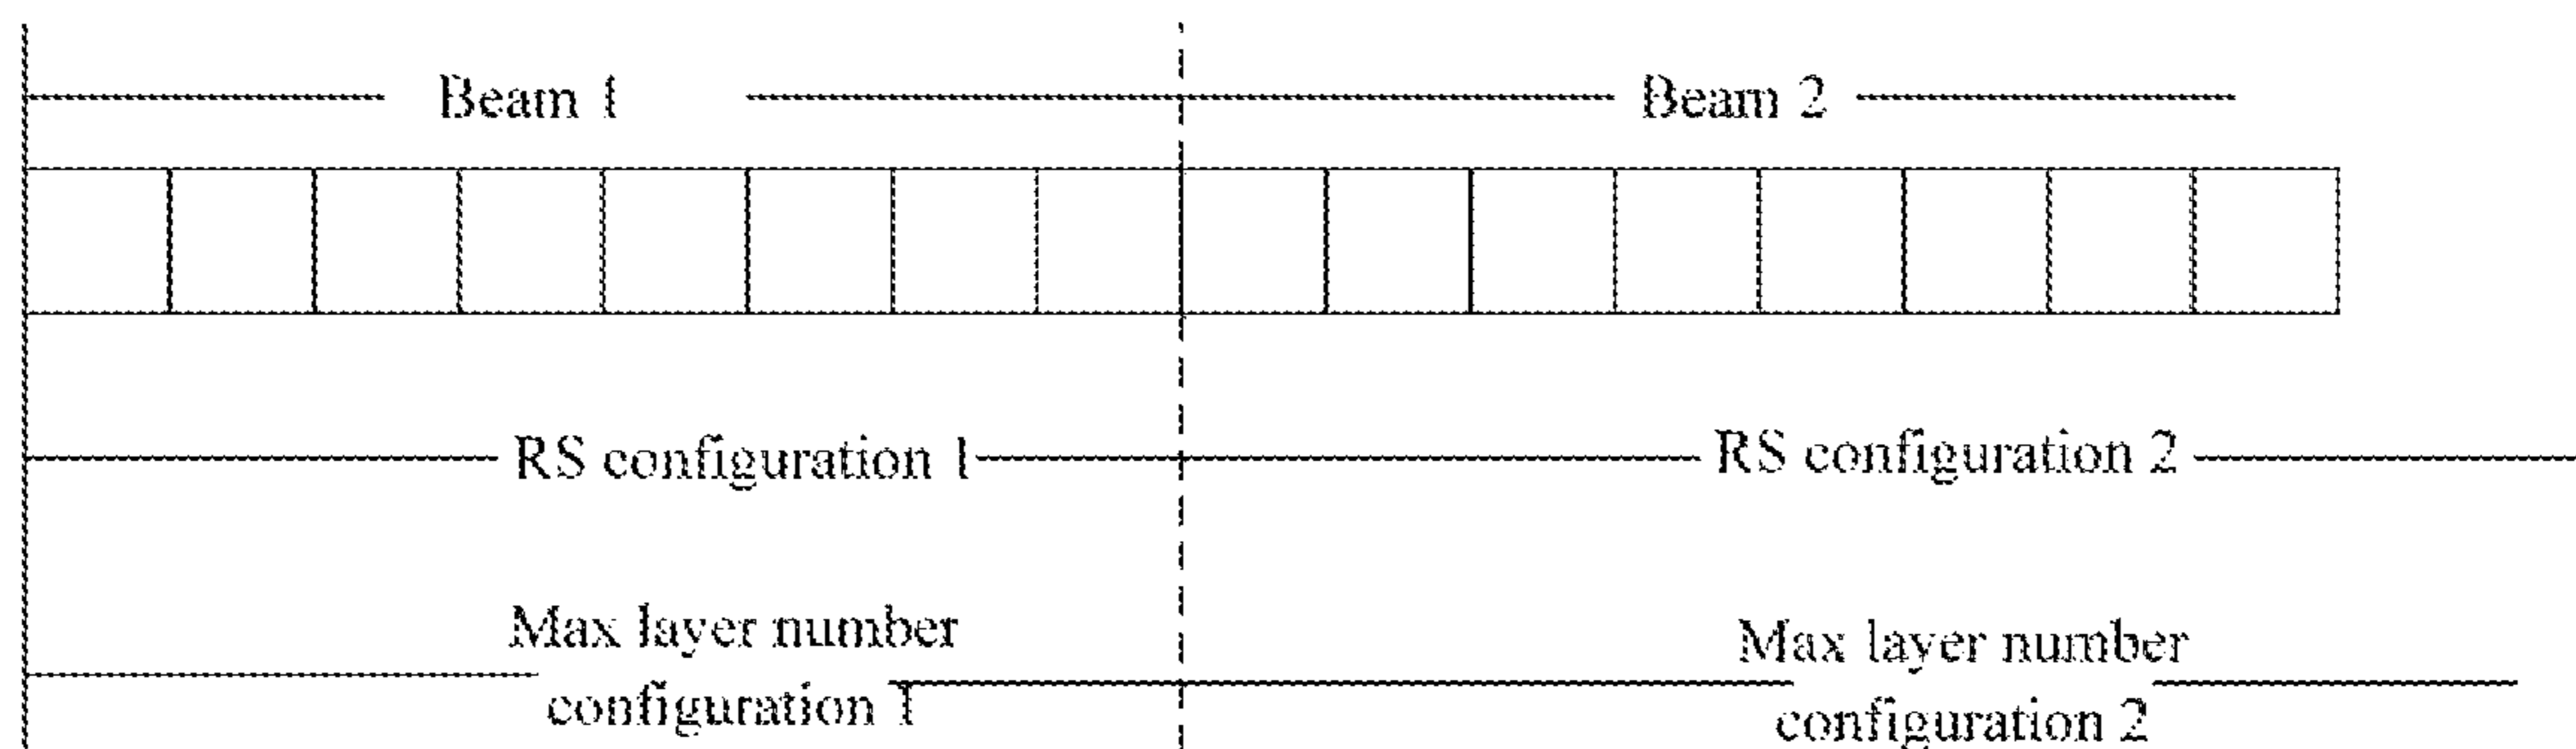 Beam 1
Beam 2
RS configuration 1
RS configuration 2
Max layer number
configuration 1
Max layer number
configuration 2